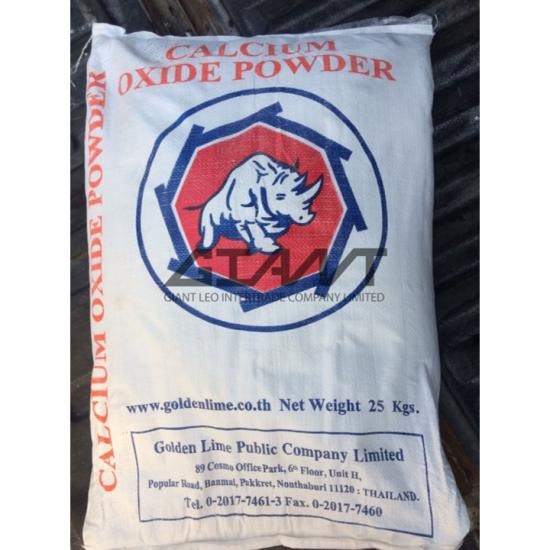 CALCIUM
OXIDE POWDER
CALCIUM OXIDE POWDER
GIANT
GIANT LEO INTERTRADE COMPANY LIMITED
www.goldenlime.co.th Net Weight 25 Kgs.
Golden Lime Public Company Limited
89 Cosmo Office Park, 6th Floor, Unit H,
Popular Road, Banmai, Pakkret, Nonthaburi 11120 : THAILAND.
Tel. 0-2017-7461-3 Fax. 0-2017-7460